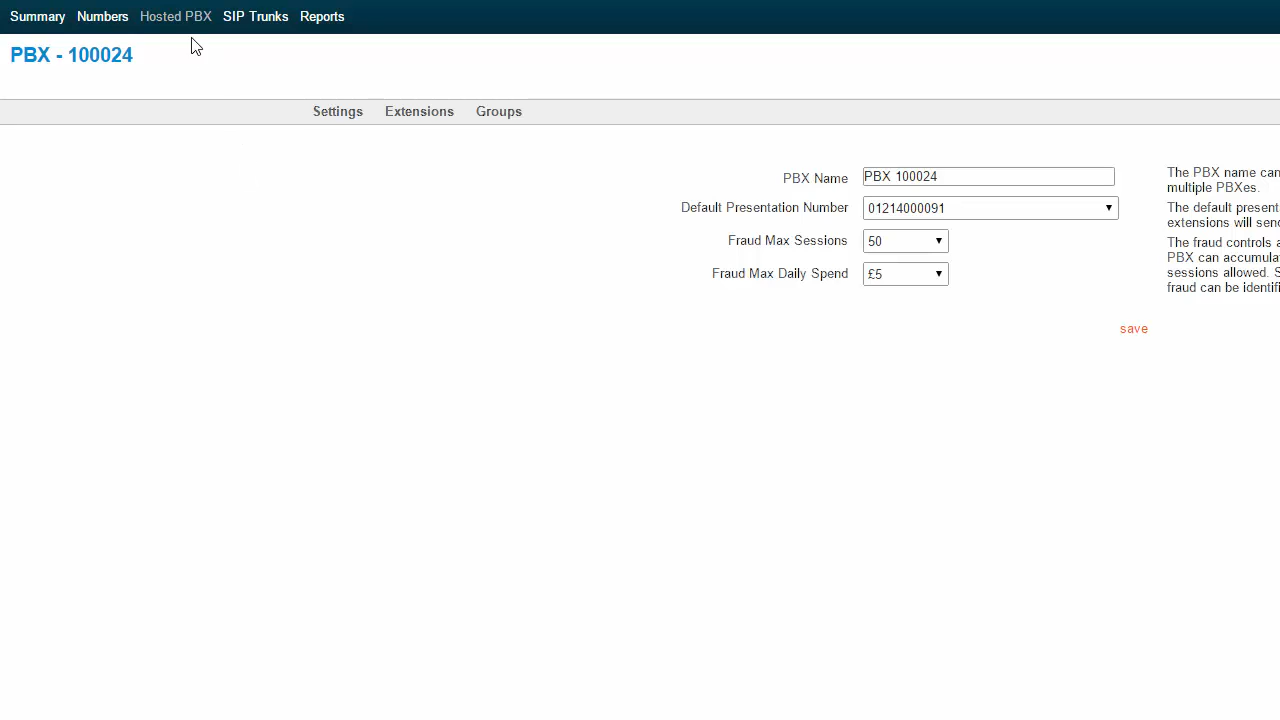 Summary Numbers Hosted PBX SIP Trunks Reports
PBX - 100024
Settings Extensions Groups
PBX Name PBX 100024
Default Presentation Number 01214000091
Fraud Max Sessions 50
Fraud Max Daily Spend £5
The PBX name can
multiple PBXes.
The default present
extensions will send
The fraud controls a
PBX can accumula
sessions allowed. S
fraud can be identifi
save